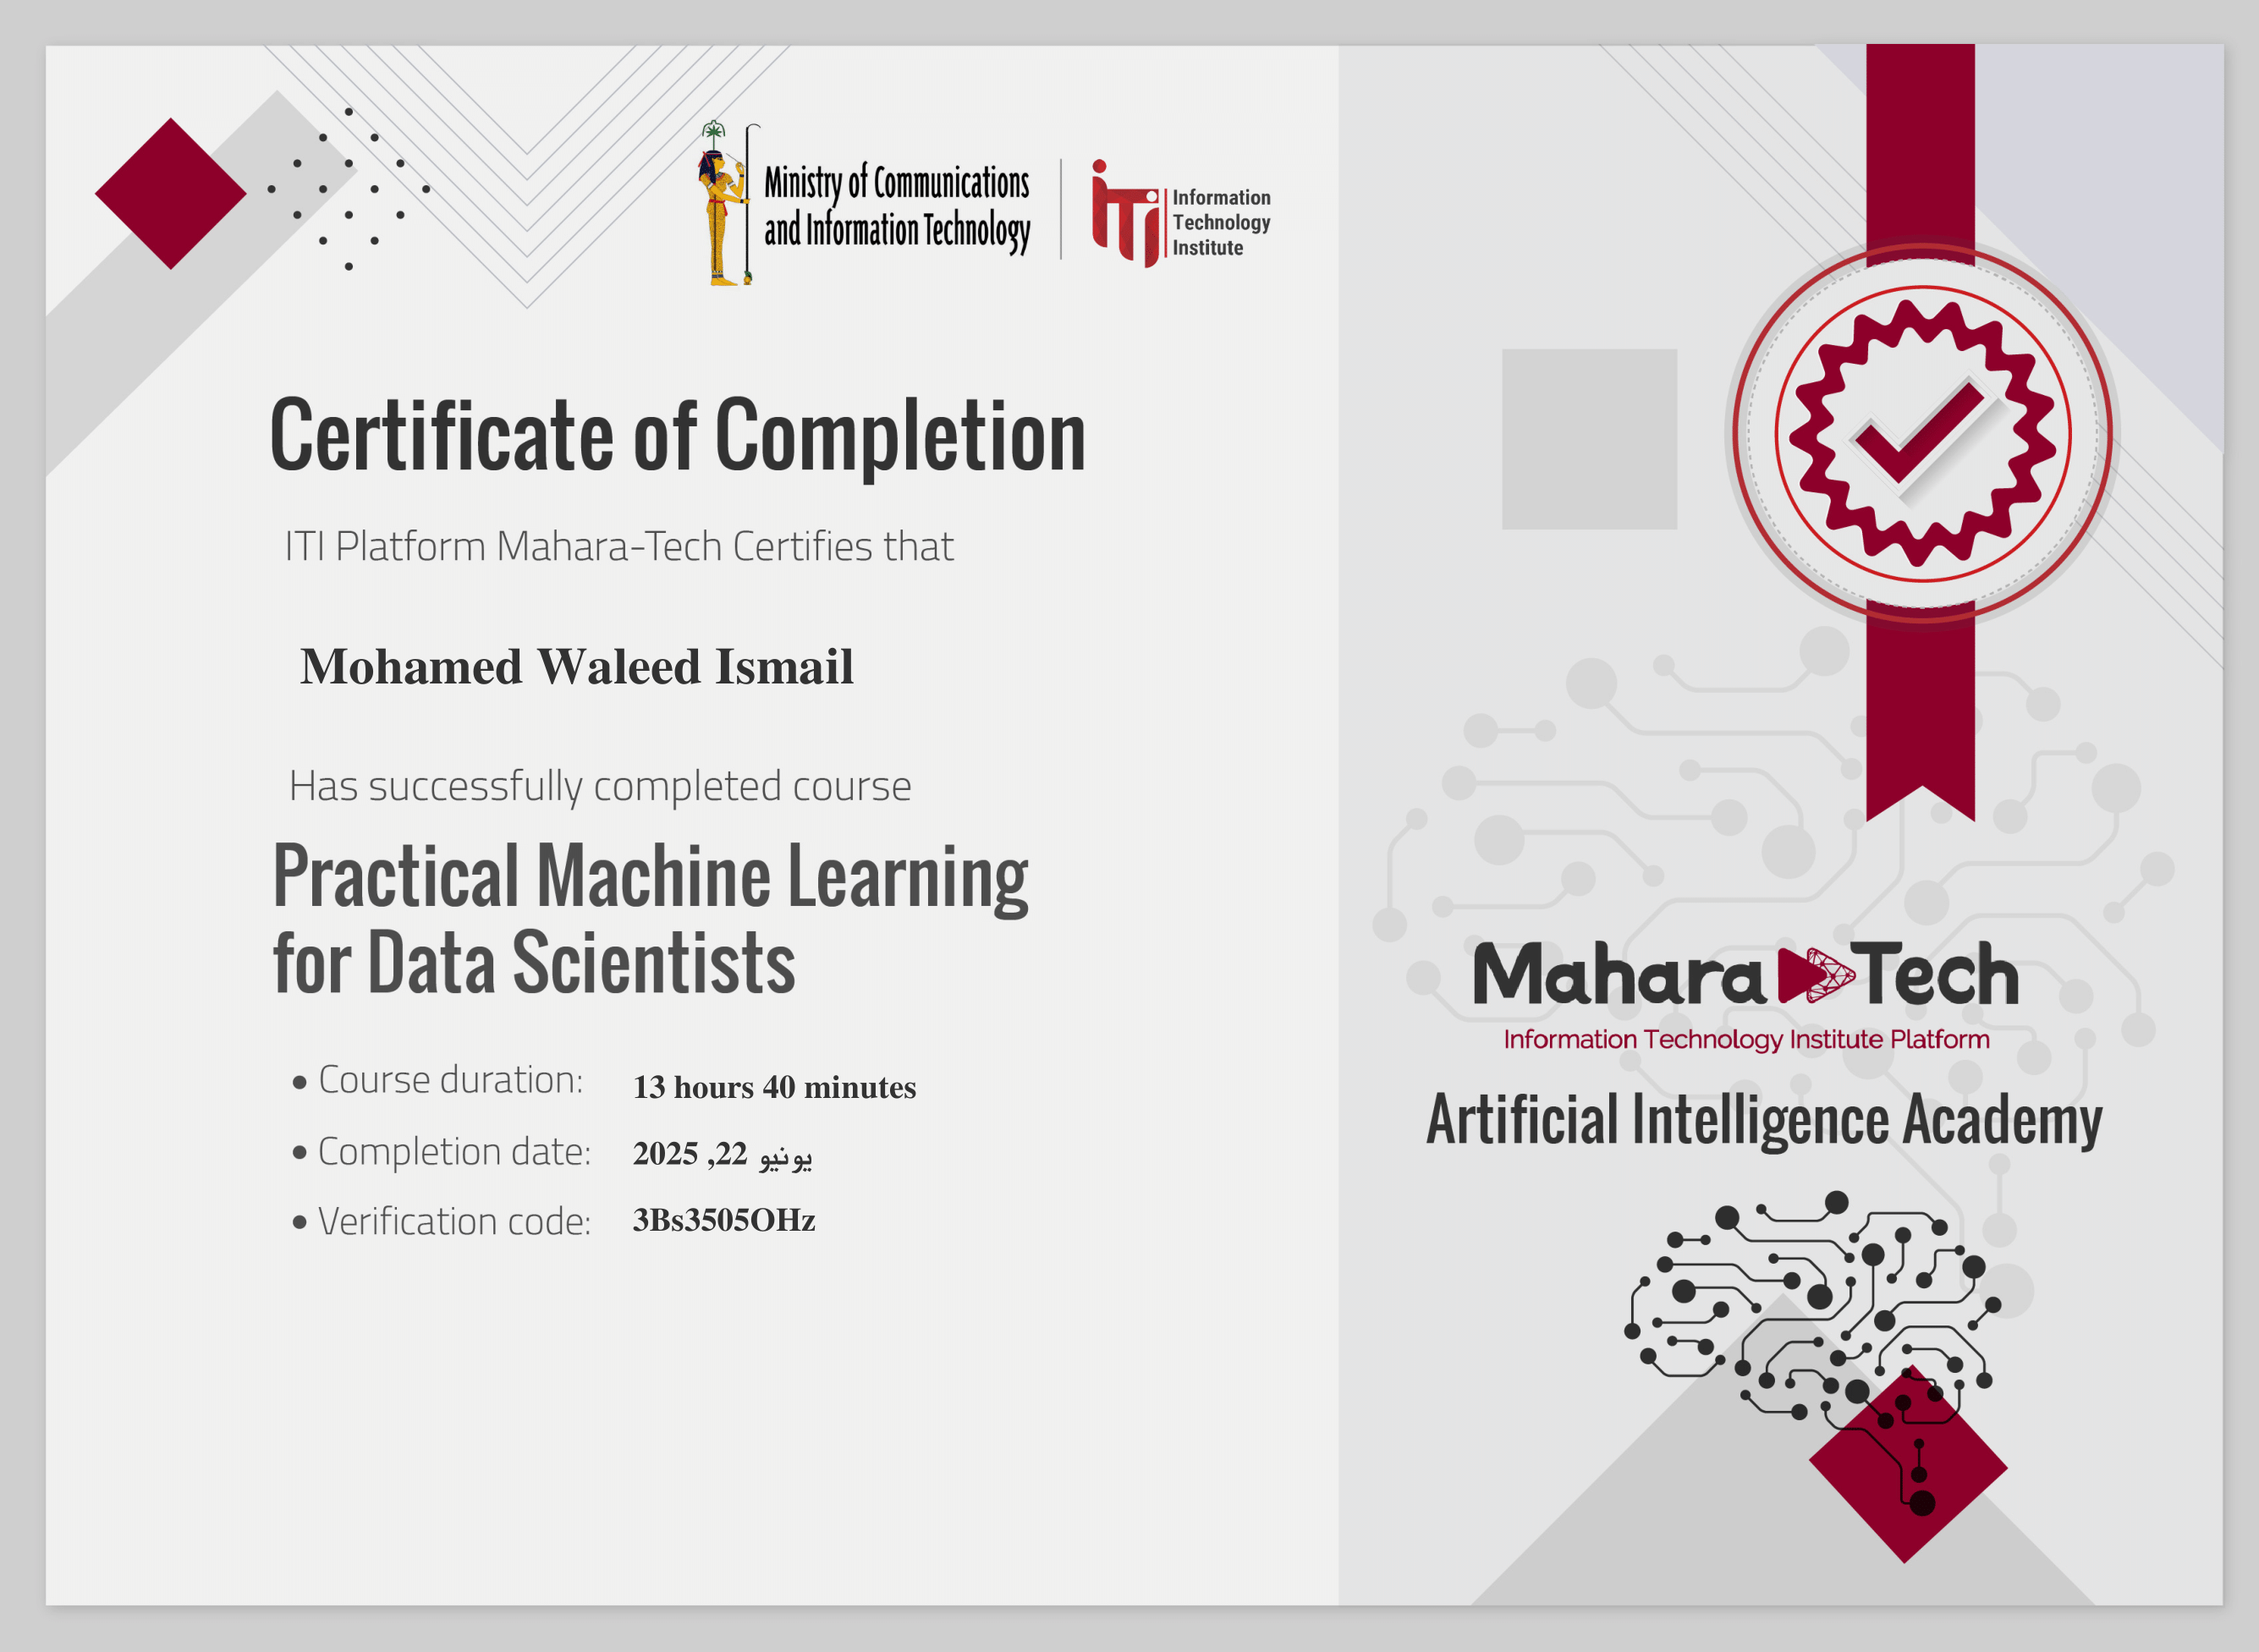 Ministry of Communications
and Information Technology
iTi
Information
Technology
Institute
Certificate of Completion
ITI Platform Mahara-Tech Certifies that
Mohamed Waleed Ismail
Has successfully completed course
Practical Machine Learning
for Data Scientists
• Course duration: 13 hours 40 minutes
• Completion date: يونيو 22, 2025
• Verification code: 3Bs3505OHz
Mahara Tech
Information Technology Institute Platform
Artificial Intelligence Academy